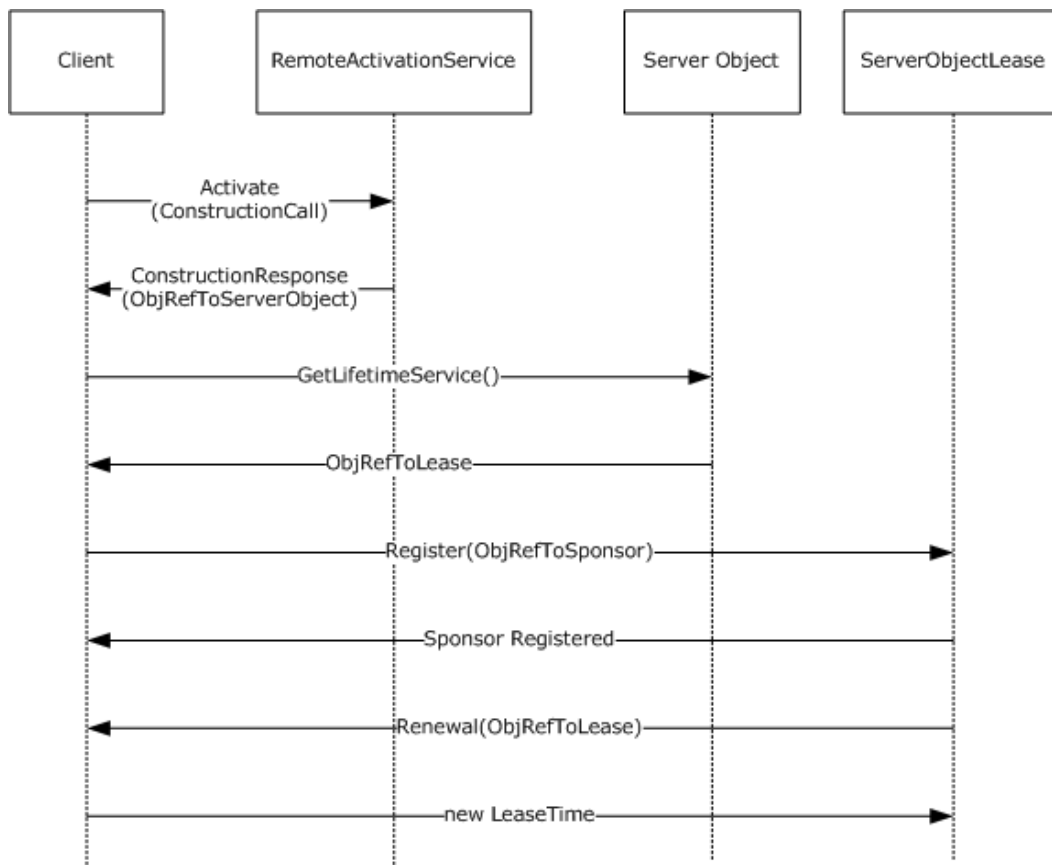 Client
RemoteActivationService
Server Object
ServerObjectLease
Activate
(ConstructionCall)
ConstructionResponse
(ObjRefToServerObject)
GetLifetimeService()
ObjRefToLease
Register(ObjRefToSponsor)
Sponsor Registered
Renewal(ObjRefToLease)
new LeaseTime